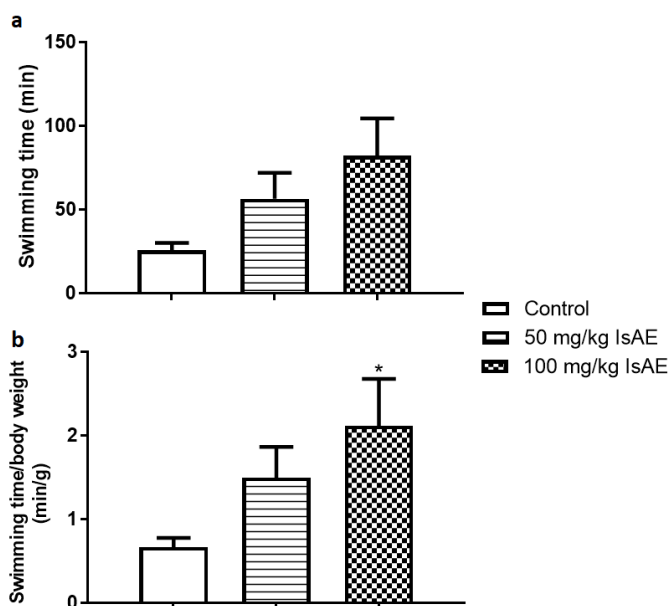 a
Swimming time (min)
150
100
50
0
Control
50 mg/kg IsAE
100 mg/kg IsAE
b
Swimming time/body weight
(min/g)
3
2
1
0
*